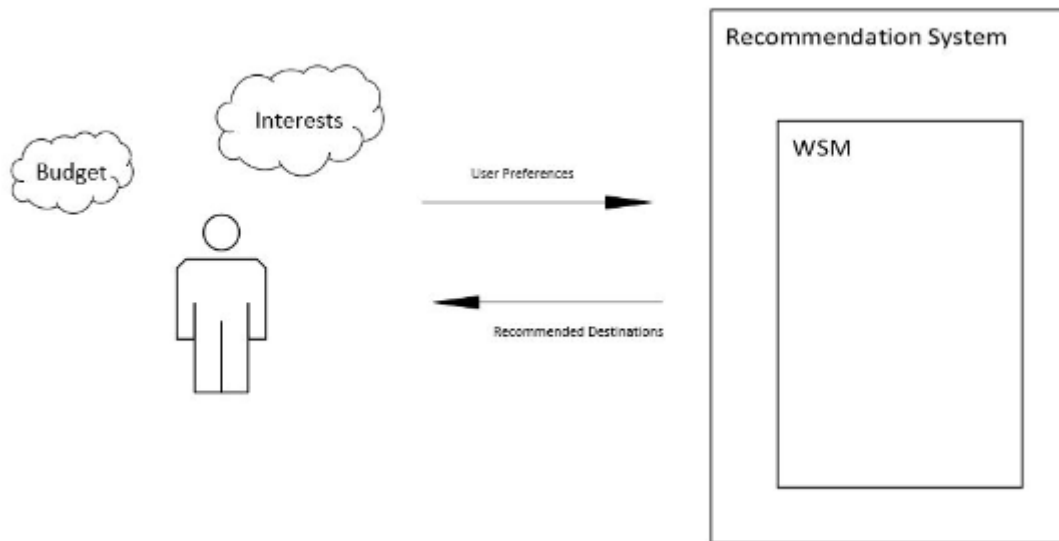 Recommendation System
Interests
WSM
Budget
User Preferences
Recommended Destinations